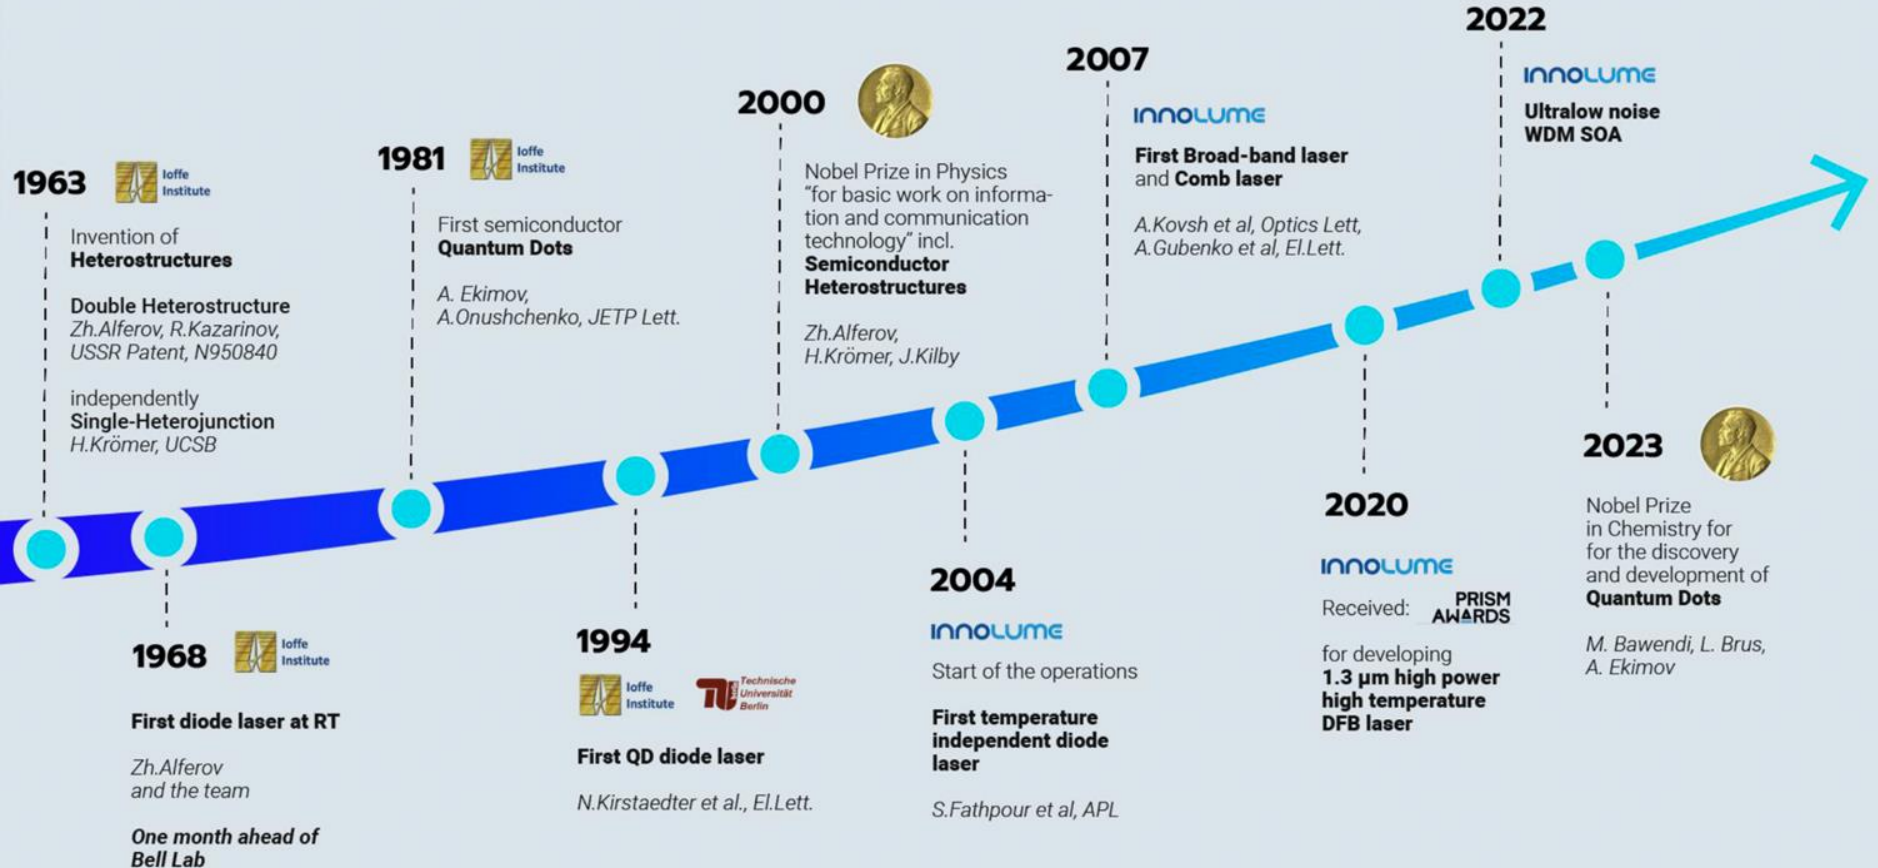 1963
Ioffe
Institute
Invention of
Heterostructures
Double Heterostructure
Zh.Alferov, R.Kazarinov,
USSR Patent, N950840
independently
Single-Heterojunction
H.Krömer, UCSB
1968
Ioffe
Institute
First diode laser at RT
Zh.Alferov
and the team
One month ahead of
Bell Lab
1981
Ioffe
Institute
First semiconductor
Quantum Dots
A. Ekimov,
A.Onushchenko, JETP Lett.
1994
Ioffe
Institute
Technische
Universität
Berlin
First QD diode laser
N.Kirstaedter et al., El.Lett.
2000
Nobel Prize in Physics
“for basic work on informa-
tion and communication
technology” incl.
Semiconductor
Heterostructures
Zh.Alferov,
H.Krömer, J.Kilby
2004
INNOLUME
Start of the operations
First temperature
independent diode
laser
S.Fathpour et al, APL
2007
INNOLUME
First Broad-band laser
and Comb laser
A.Kovsh et al, Optics Lett,
A.Gubenko et al, El.Lett.
2020
INNOLUME
Received: PRISM
AWARDS
for developing
1.3 µm high power
high temperature
DFB laser
2022
INNOLUME
Ultralow noise
WDM SOA
2023
Nobel Prize
in Chemistry for
for the discovery
and development of
Quantum Dots
M. Bawendi, L. Brus,
A. Ekimov